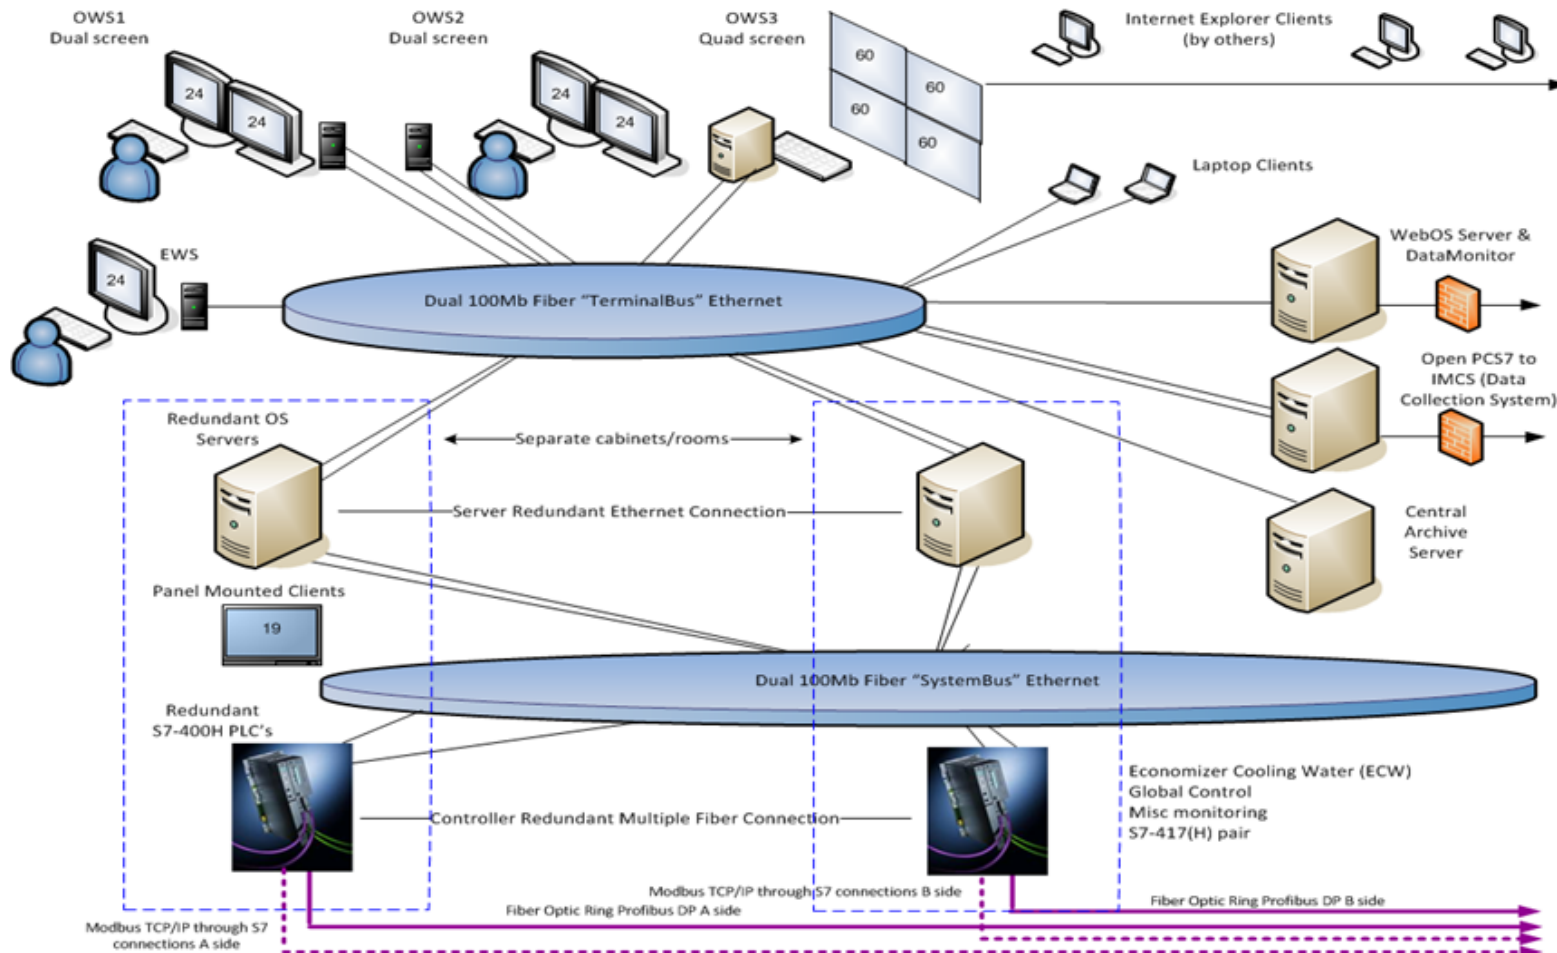 OWS1
Dual screen
OWS2
Dual screen
OWS3
Quad screen
Internet Explorer Clients
(by others)
24
24
24
24
60
60
60
60
Laptop Clients
EWS
24
WebOS Server &
DataMonitor
Dual 100Mb Fiber “TerminalBus” Ethernet
Open PCS7 to
IMCS (Data
Collection System)
Redundant OS
Servers
Separate cabinets/rooms
Server Redundant Ethernet Connection
Central
Archive
Server
Panel Mounted Clients
19
Dual 100Mb Fiber “SystemBus” Ethernet
Redundant
S7-400H PLC’s
Economizer Cooling Water (ECW)
Global Control
Misc monitoring
S7-417(H) pair
Controller Redundant Multiple Fiber Connection
Modbus TCP/IP through S7 connections B side
Fiber Optic Ring Profibus DP B side
Fiber Optic Ring Profibus DP A side
Modbus TCP/IP through S7
connections A side